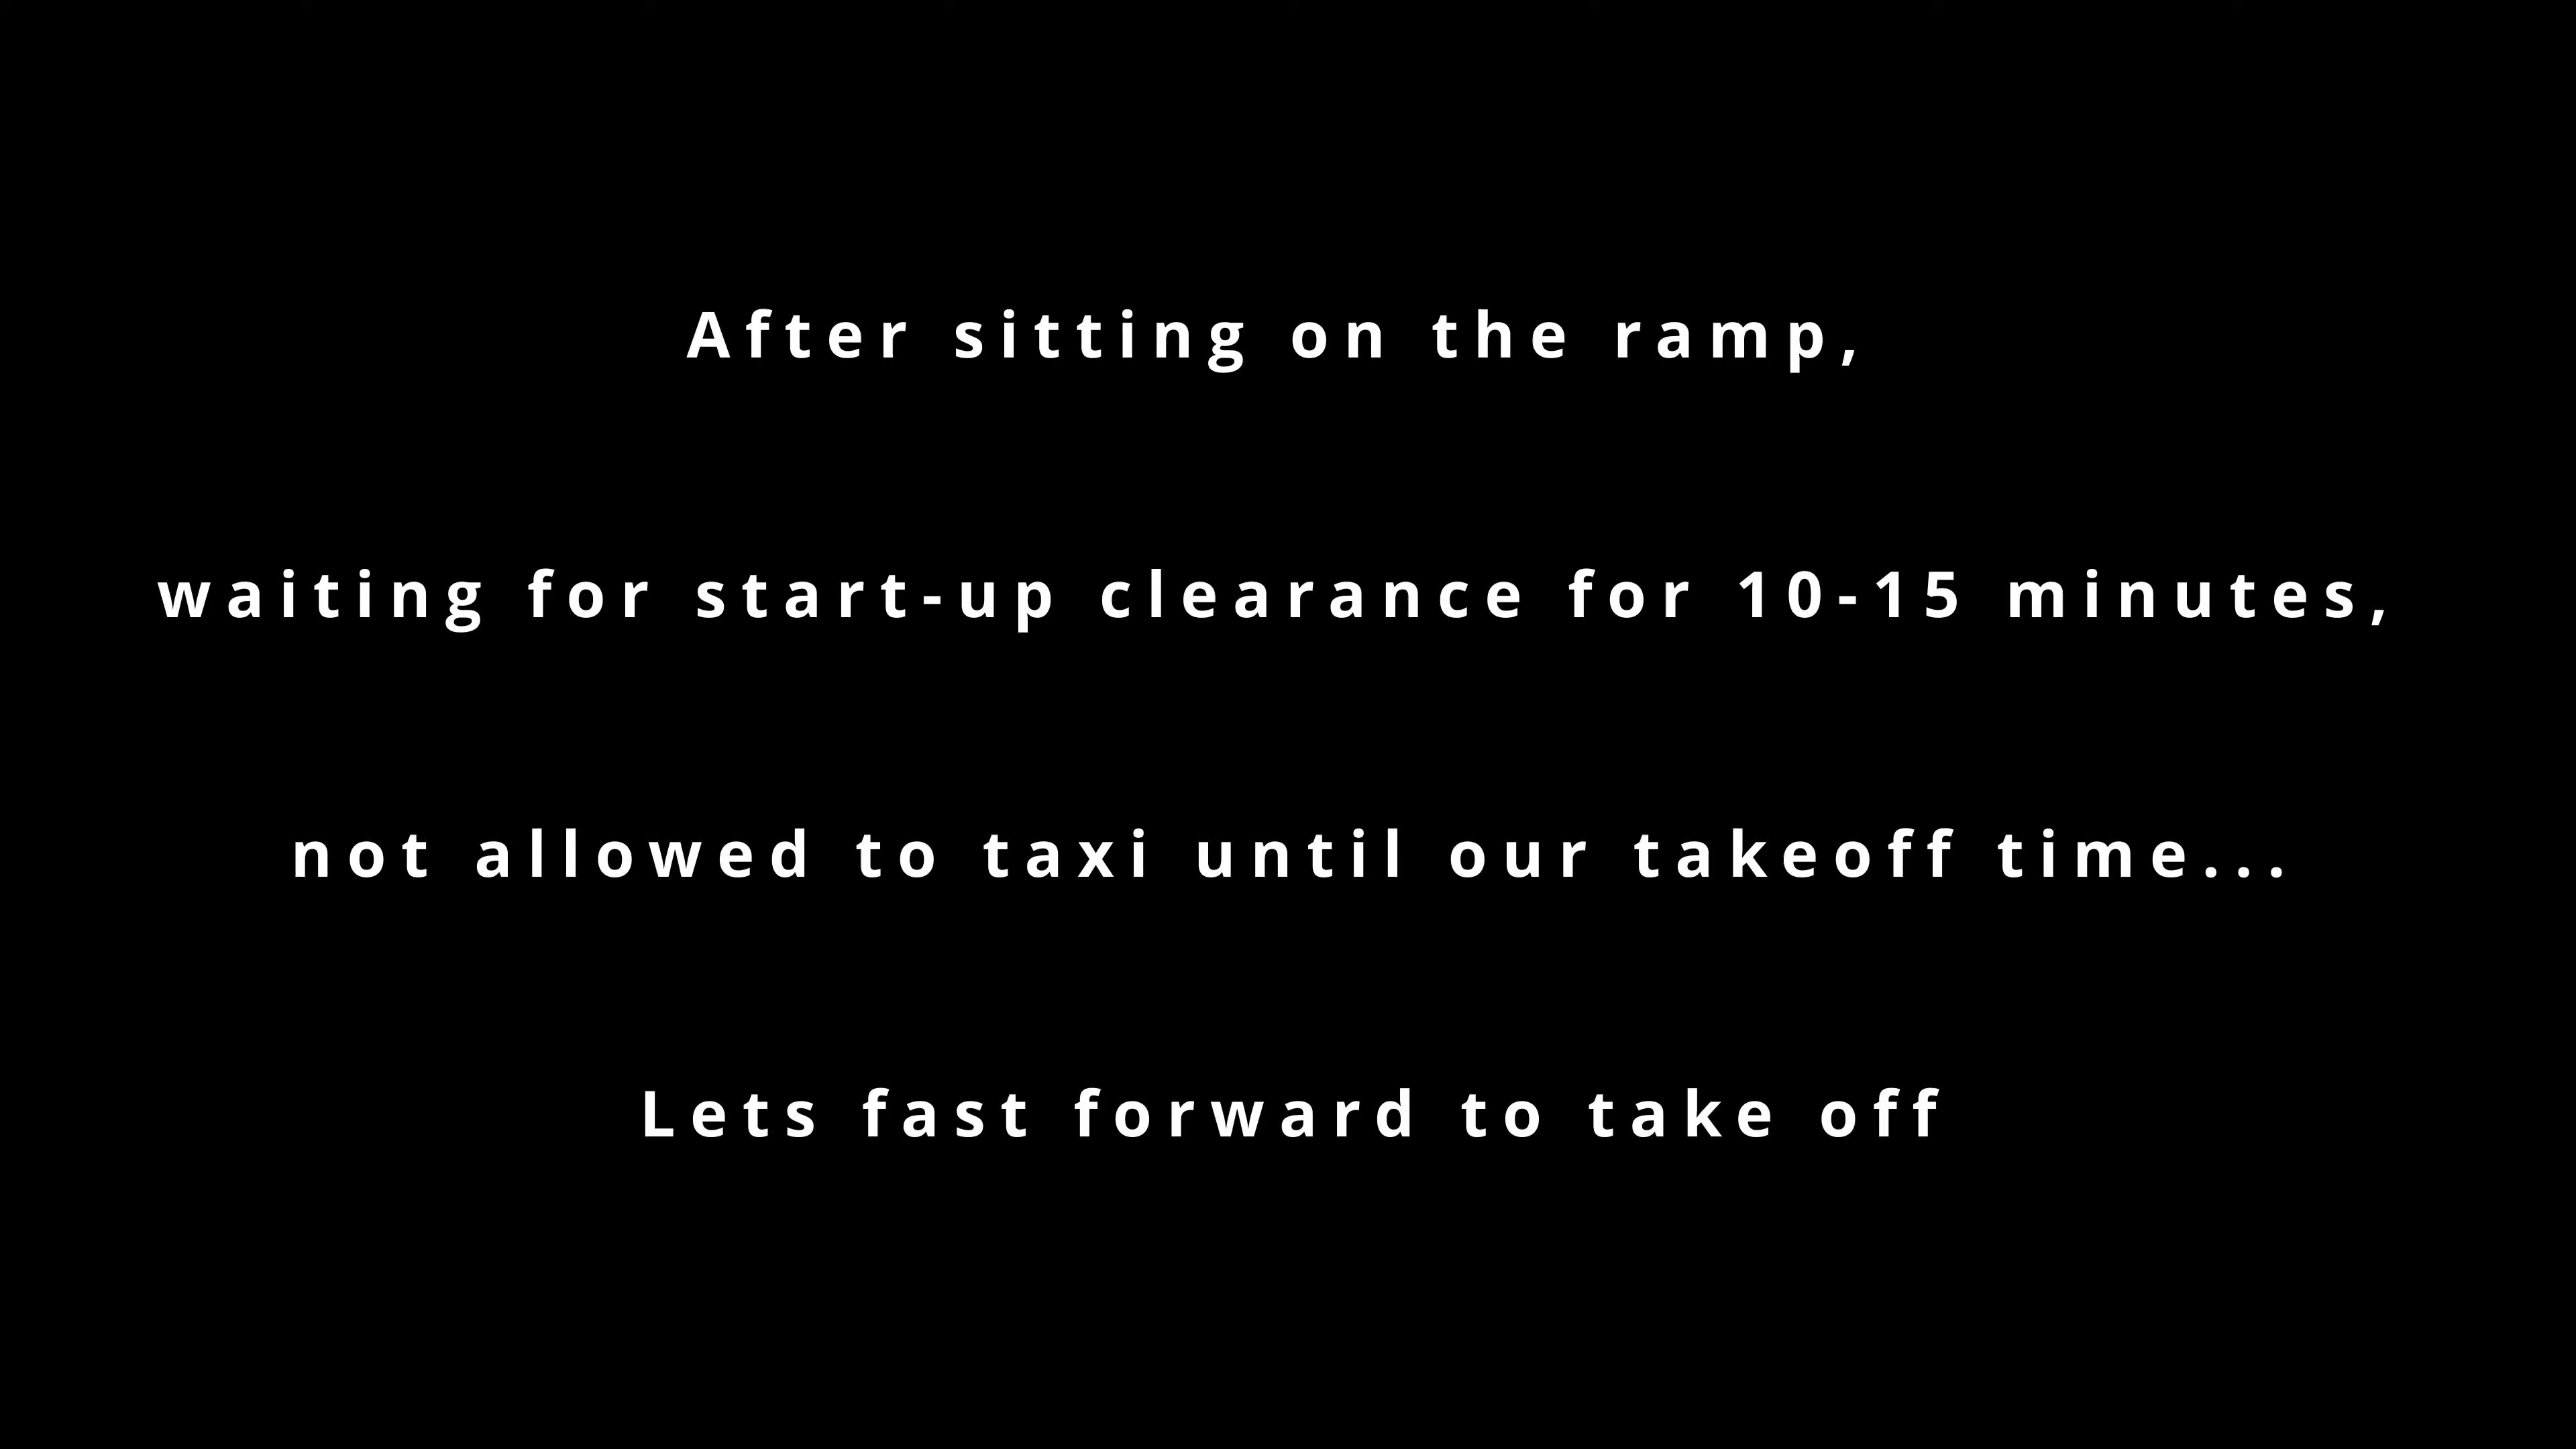 After sitting on the ramp,
waiting for start-up clearance for 10-15 minutes,
not allowed to taxi until our takeoff time...
Lets fast forward to take off